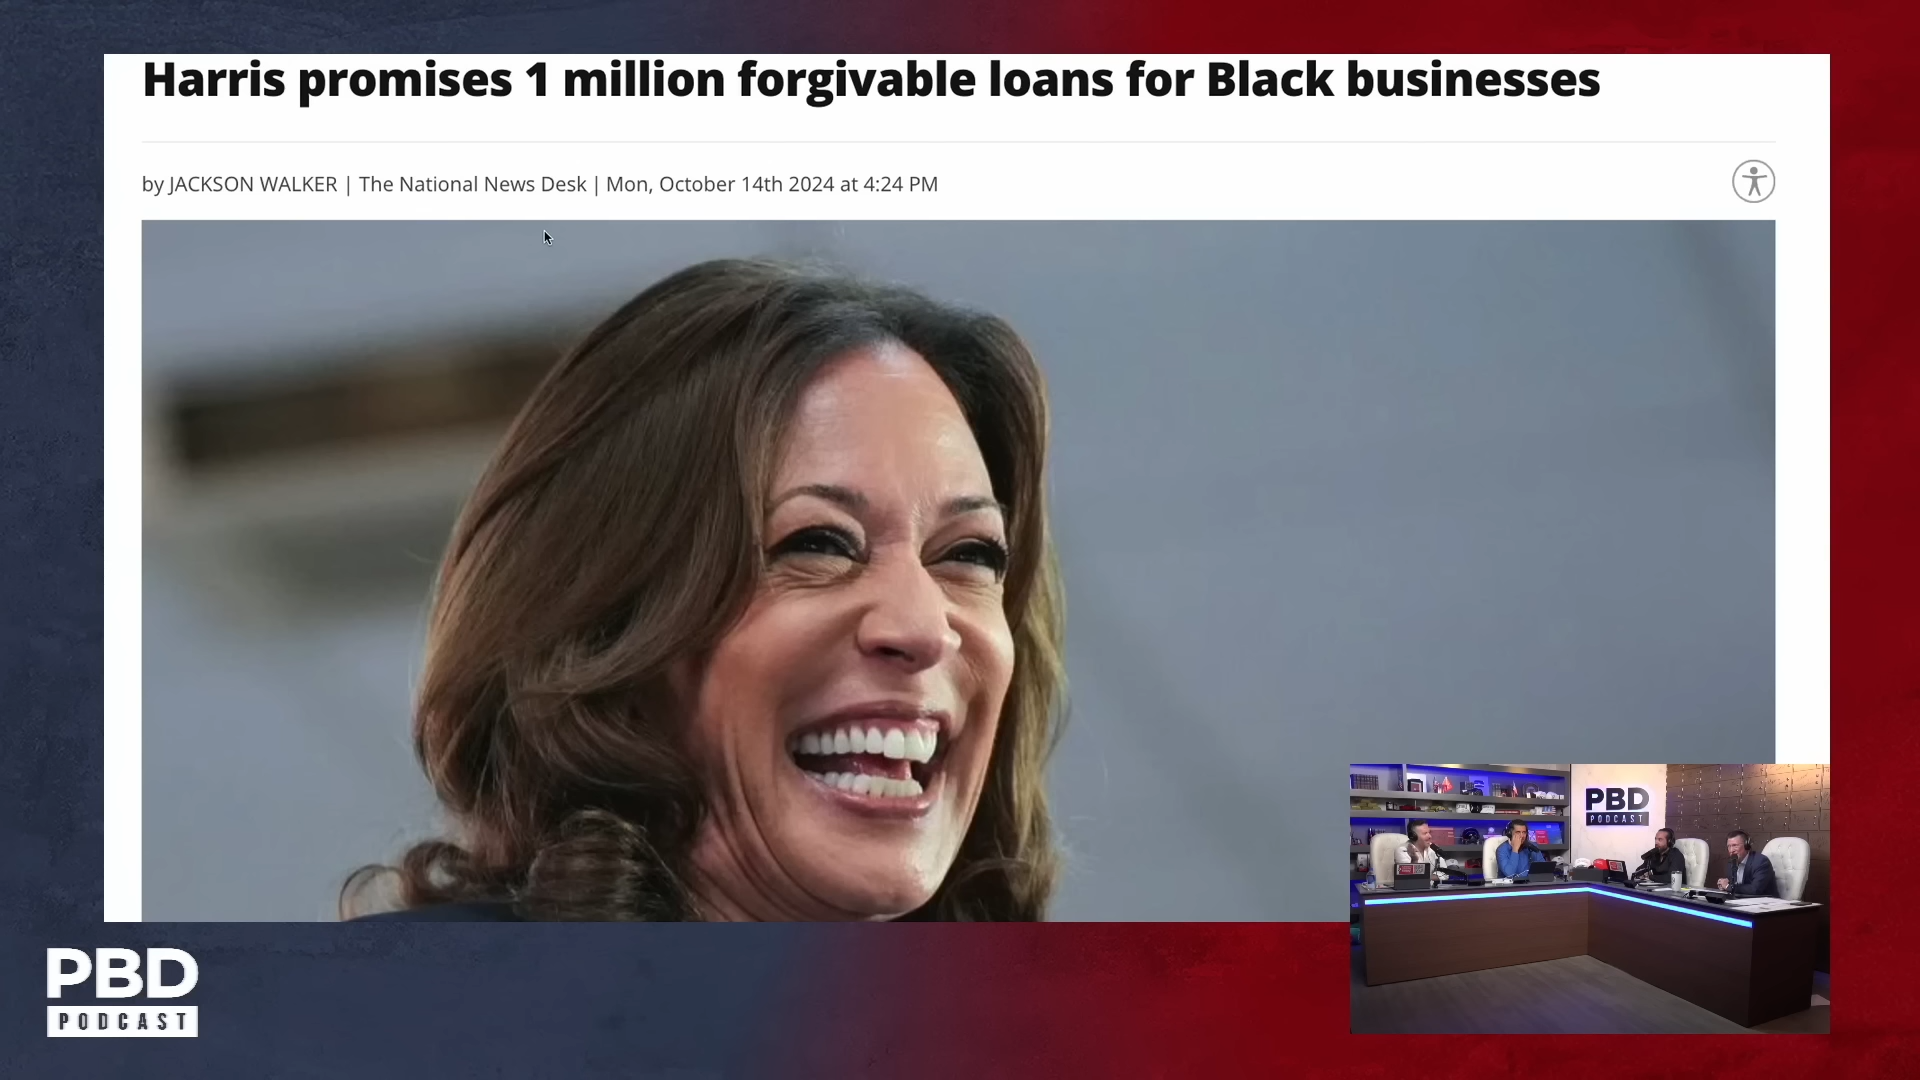 Harris promises 1 million forgivable loans for Black businesses
by JACKSON WALKER | The National News Desk | Mon, October 14th 2024 at 4:24 PM
PBD
PODCAST
PBD
PODCAST